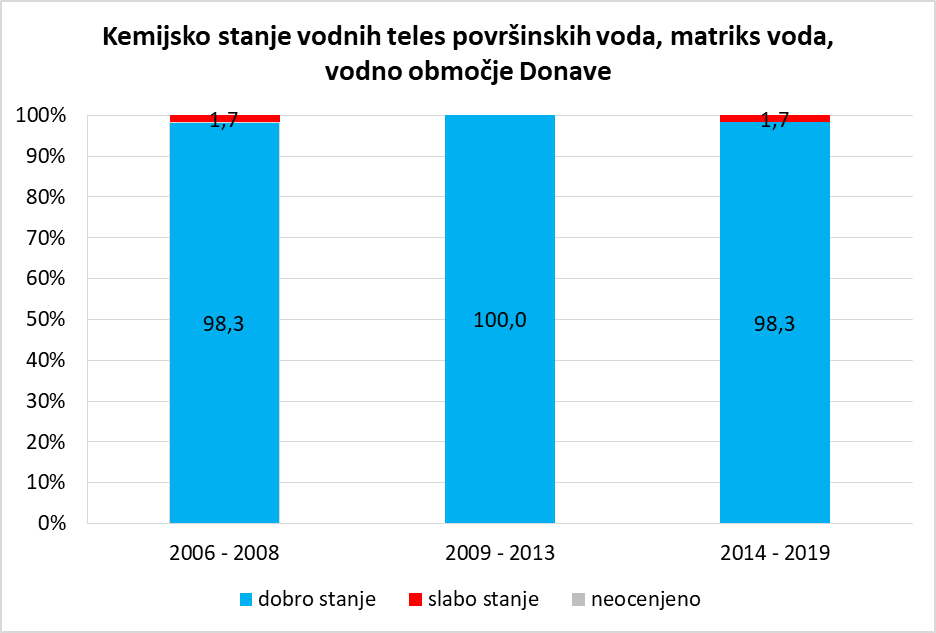 Kemijsko stanje vodnih teles površinskih voda, matriks voda,
vodno območje Donave
100%
90%
80%
70%
60%
50%
40%
30%
20%
10%
0%
1,7
1,7
98,3
100,0
98,3
2006 - 2008
2009 - 2013
2014 - 2019
dobro stanje
slabo stanje
neocenjeno